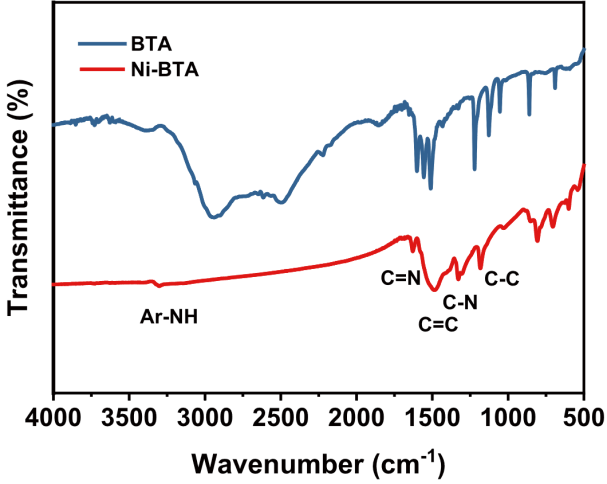 BTA
Ni-BTA
Transmittance (%)
C=N
C-C
C-N
Ar-NH
C=C
4000 3500 3000 2500 2000 1500 1000 500
Wavenumber (cm⁻¹)